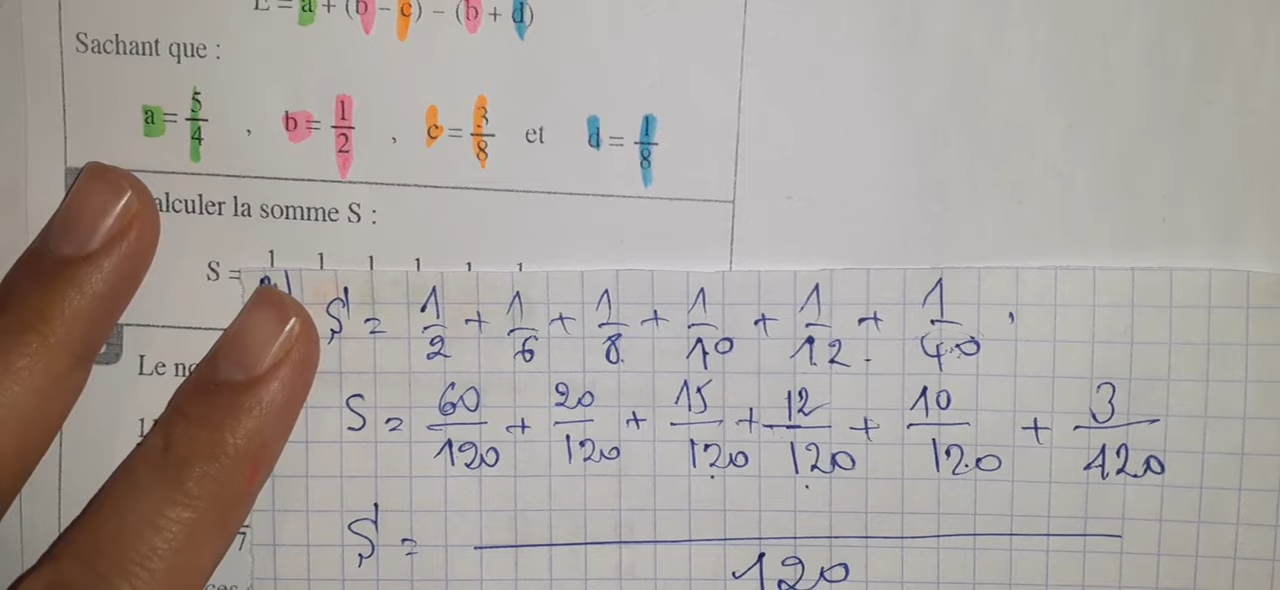 E = a + (b − c) − (b + d)
Sachant que :
a = 5/4 , b = 1/2 , c = 3/8 et d = 1/8
alculer la somme S :
S =
S = 1/2 + 1/6 + 1/8 + 1/10 + 1/12 + 1/40
Le
S = 60/120 + 20/120 + 15/120 + 12/120 + 10/120 + 3/120
7
S = /120